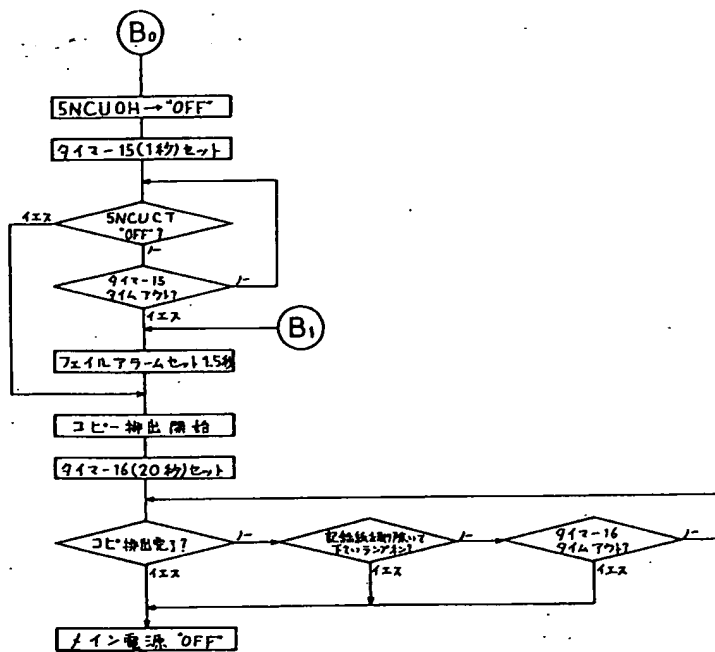 B₀
SNCUOH→"OFF"
タイマー15(1秒)セット
イエス
SNCUCT
"OFF"?
ノー
タイマー15
タイムアウト?
ノー
イエス
B₁
フェイルアラームセット1.5秒
コピー排出開始
タイマー16(20秒)セット
コピ排出完了?
ノー
記録紙を取除いて
下さいランプオン?
ノー
タイマー16
タイムアウト?
ノー
イエス
イエス
イエス
メイン電源"OFF"